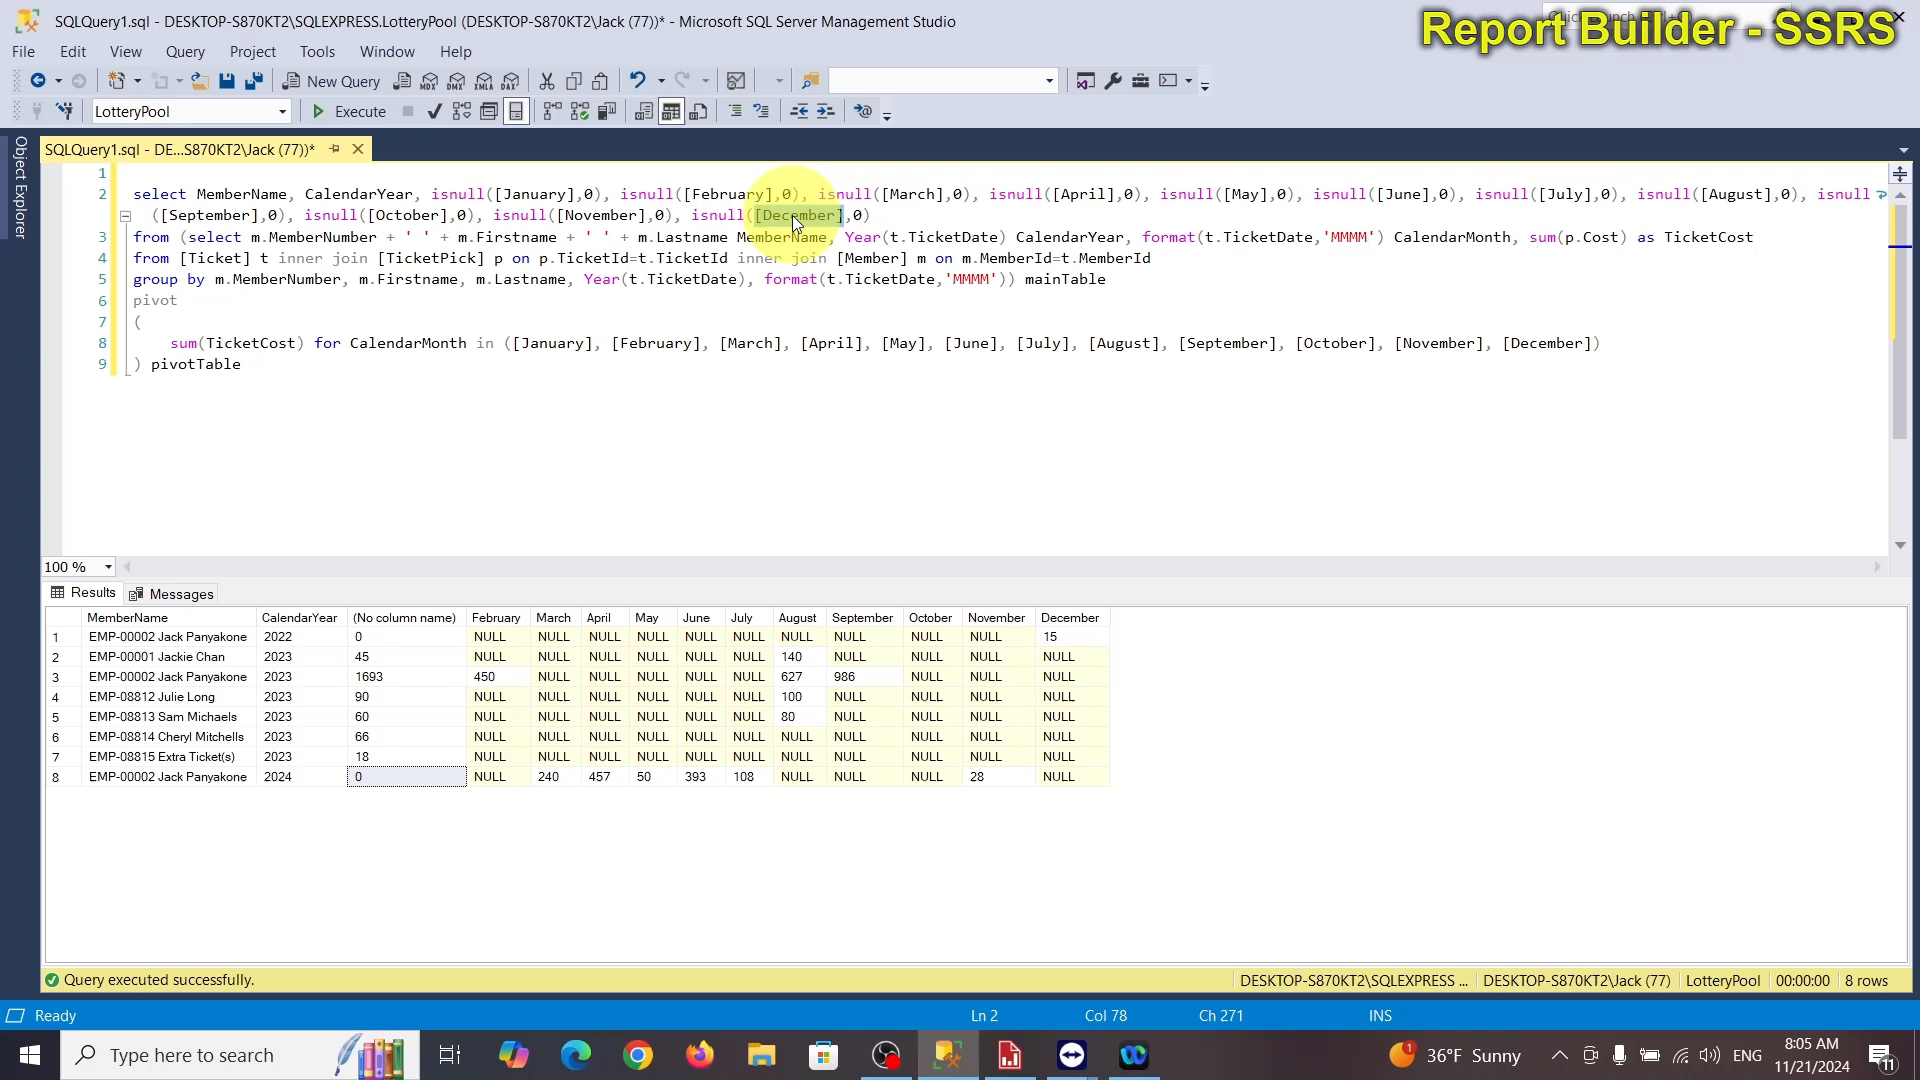 SQLQuery1.sql - DESKTOP-S870KT2\SQLEXPRESS.LotteryPool (DESKTOP-S870KT2\Jack (77))* - Microsoft SQL Server Management Studio
Report Builder - SSRS
File Edit View Query Project Tools Window Help
New Query MDX DMX XMLA DAX
LotteryPool Execute
SQLQuery1.sql - DE...S870KT2\Jack (77))*
Object Explorer
1
2 select MemberName, CalendarYear, isnull([January],0), isnull([February],0), isnull([March],0), isnull([April],0), isnull([May],0), isnull([June],0), isnull([July],0), isnull([August],0), isnull
([September],0), isnull([October],0), isnull([November],0), isnull([December],0)
3 from (select m.MemberNumber + ' ' + m.Firstname + ' ' + m.Lastname MemberName, Year(t.TicketDate) CalendarYear, format(t.TicketDate,'MMMM') CalendarMonth, sum(p.Cost) as TicketCost
4 from [Ticket] t inner join [TicketPick] p on p.TicketId=t.TicketId inner join [Member] m on m.MemberId=t.MemberId
5 group by m.MemberNumber, m.Firstname, m.Lastname, Year(t.TicketDate), format(t.TicketDate,'MMMM')) mainTable
6 pivot
7 (
8 sum(TicketCost) for CalendarMonth in ([January], [February], [March], [April], [May], [June], [July], [August], [September], [October], [November], [December])
9 ) pivotTable
100 %
Results Messages
MemberName CalendarYear (No column name) February March April May June July August September October November December
1 EMP-00002 Jack Panyakone 2022 0 NULL NULL NULL NULL NULL NULL NULL NULL NULL NULL 15
2 EMP-00001 Jackie Chan 2023 45 NULL NULL NULL NULL NULL NULL 140 NULL NULL NULL NULL
3 EMP-00002 Jack Panyakone 2023 1693 450 NULL NULL NULL NULL NULL 627 986 NULL NULL NULL
4 EMP-08812 Julie Long 2023 90 NULL NULL NULL NULL NULL NULL 100 NULL NULL NULL NULL
5 EMP-08813 Sam Michaels 2023 60 NULL NULL NULL NULL NULL NULL 80 NULL NULL NULL NULL
6 EMP-08814 Cheryl Mitchells 2023 66 NULL NULL NULL NULL NULL NULL NULL NULL NULL NULL NULL
7 EMP-08815 Extra Ticket(s) 2023 18 NULL NULL NULL NULL NULL NULL NULL NULL NULL NULL NULL
8 EMP-00002 Jack Panyakone 2024 0 NULL 240 457 50 393 108 NULL NULL NULL 28 NULL
Query executed successfully. DESKTOP-S870KT2\SQLEXPRESS ... DESKTOP-S870KT2\Jack (77) LotteryPool 00:00:00 8 rows
Ready Ln 2 Col 78 Ch 271 INS
Type here to search 1 36°F Sunny ENG 8:05 AM
11/21/2024 11